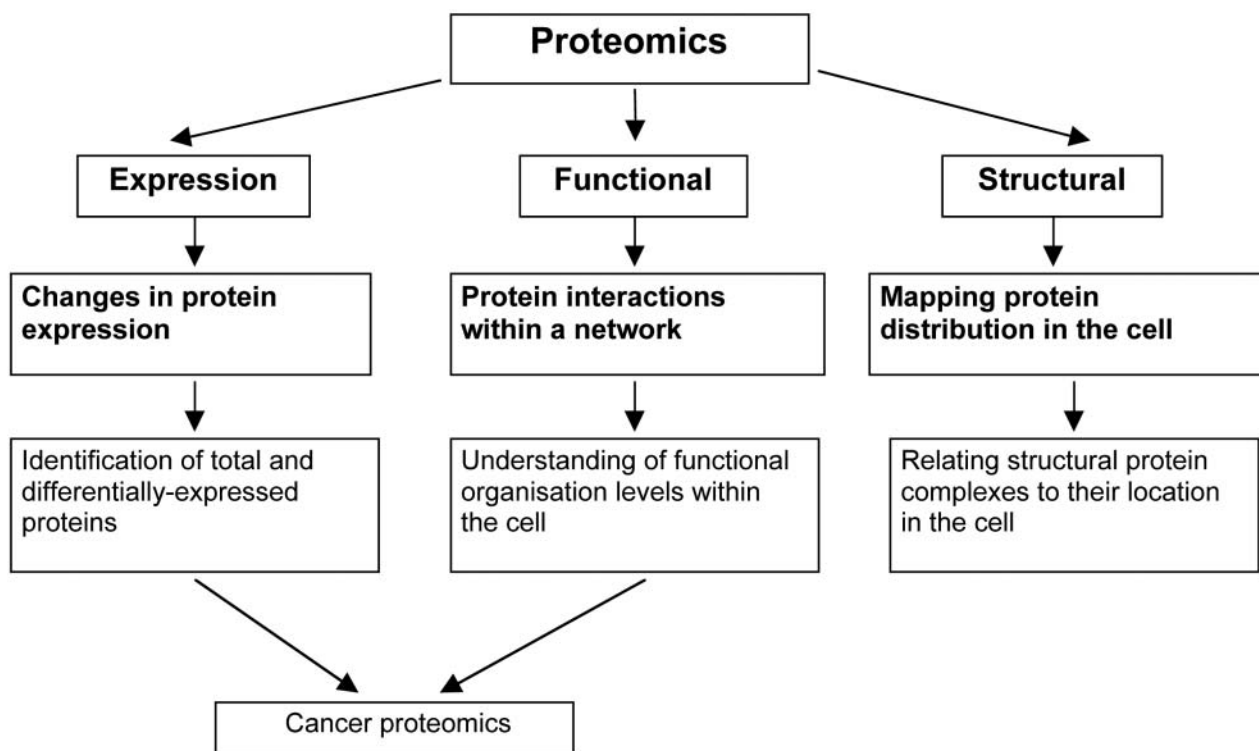 Proteomics
Expression
Functional
Structural
Changes in protein
expression
Protein interactions
within a network
Mapping protein
distribution in the cell
Identification of total and
differentially-expressed
proteins
Understanding of functional
organisation levels within
the cell
Relating structural protein
complexes to their location
in the cell
Cancer proteomics